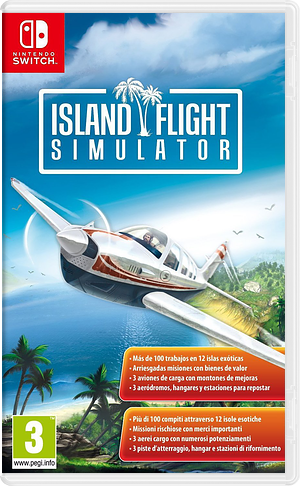 NINTENDO
SWITCH™
ISLAND FLIGHT
SIMULATOR
• Más de 100 trabajos en 12 islas exóticas
• Arriesgadas misiones con bienes de valor
• 3 aviones de carga con montones de mejoras
• 3 aeródromos, hangares y estaciones para repostar
• Più di 100 compiti attraverso 12 isole esotiche
• Missioni rischiose con merci importanti
• 3 aerei cargo con numerosi potenziamenti
• 3 piste d'atterraggio, hangar e stazioni di rifornimento
3
www.pegi.info